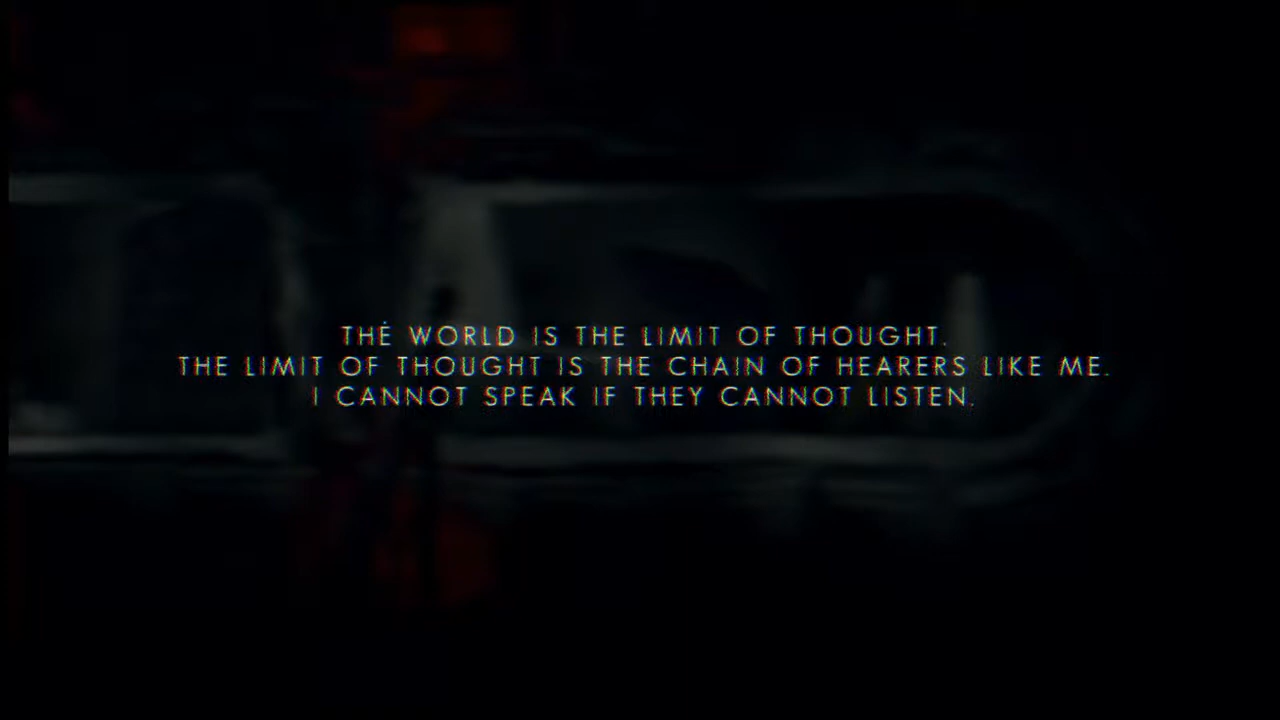 THE WORLD IS THE LIMIT OF THOUGHT.
THE LIMIT OF THOUGHT IS THE CHAIN OF HEARERS LIKE ME.
I CANNOT SPEAK IF THEY CANNOT LISTEN.